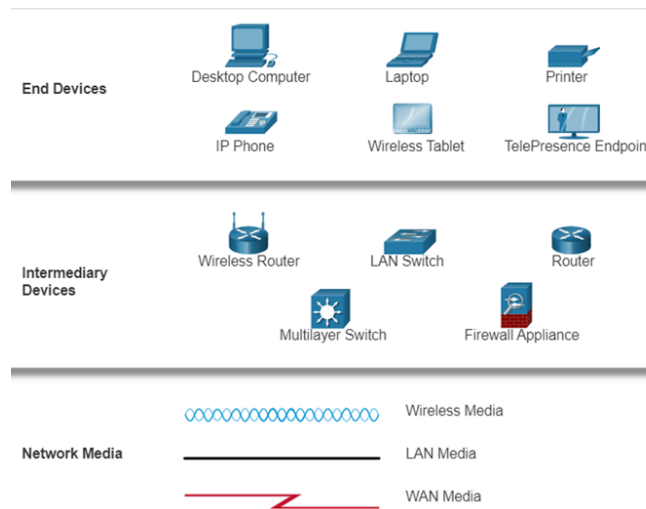 End Devices
Desktop Computer
Laptop
Printer
IP Phone
Wireless Tablet
TelePresence Endpoin
Intermediary
Devices
Wireless Router
LAN Switch
Router
Multilayer Switch
Firewall Appliance
Network Media
Wireless Media
LAN Media
WAN Media